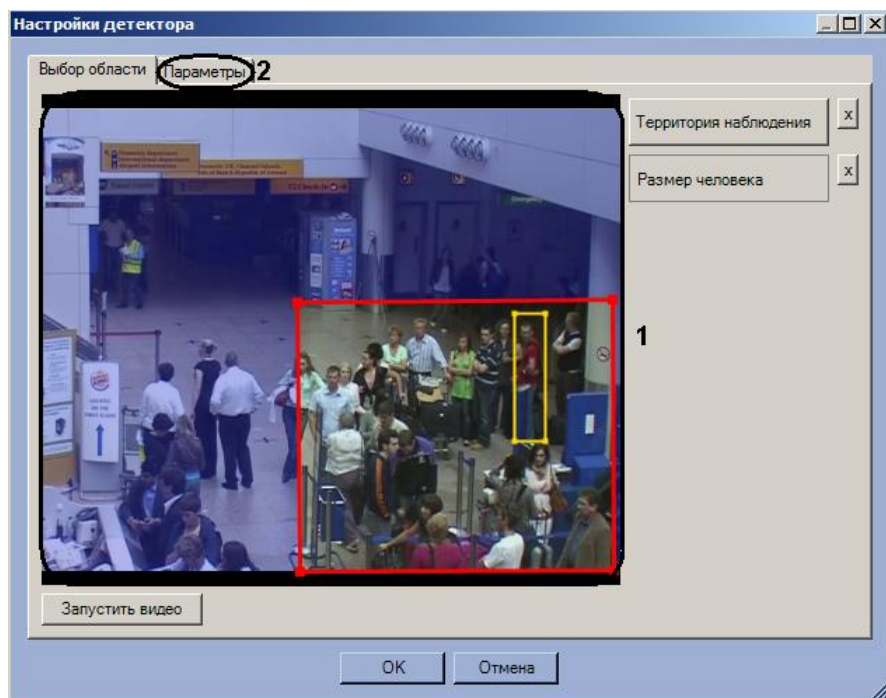 Настройки детектора
Выбор области
Параметры
2
Территория наблюдения
x
Размер человека
x
1
Запустить видео
OK
Отмена